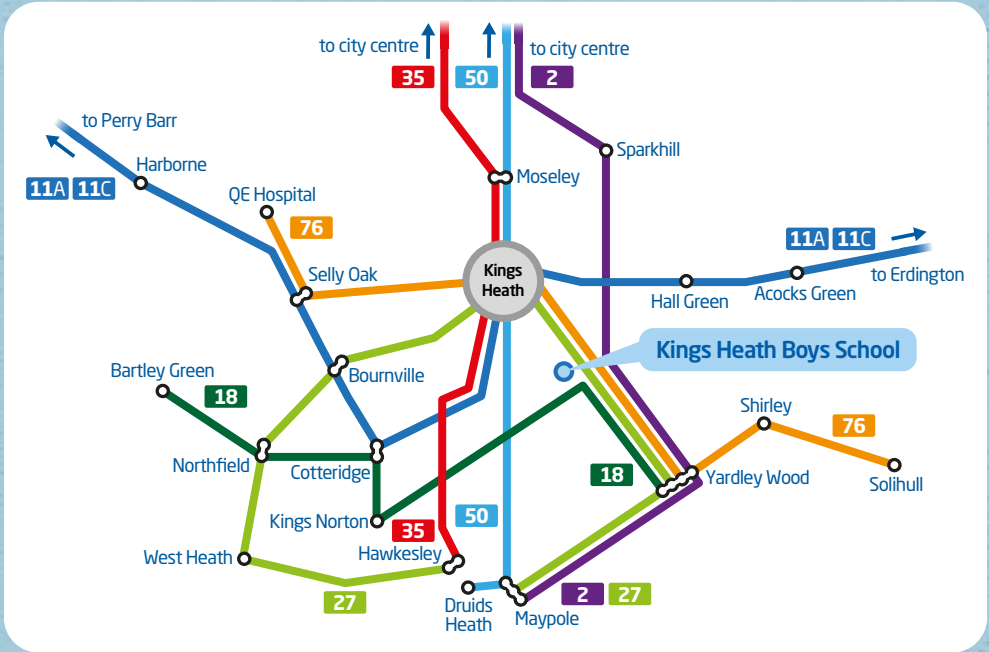 to city centre
to city centre
35
50
2
to Perry Barr
Sparkhill
Harborne
Moseley
11A 11C
QE Hospital
76
11A 11C
Selly Oak
Kings
Heath
to Erdington
Hall Green
Acocks Green
Kings Heath Boys School
Bartley Green
Bournville
18
Shirley
76
Northfield
Cotteridge
18
Yardley Wood
Solihull
Kings Norton
35
50
West Heath
Hawkesley
27
Druids
Heath
2
27
Maypole